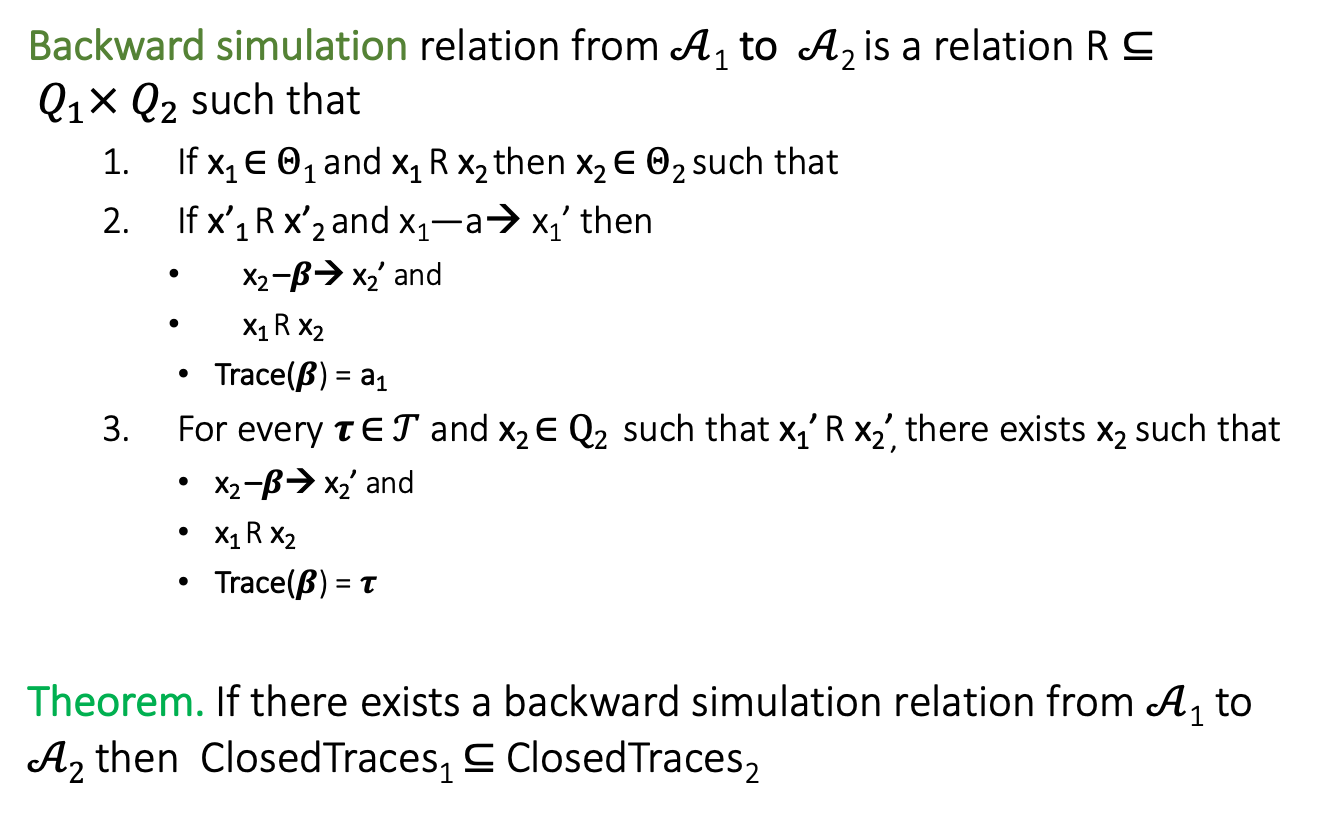 Backward simulation relation from 𝒜₁ to 𝒜₂ is a relation R ⊆
Q₁× Q₂ such that
1. If x₁ ∈ Θ₁ and x₁ R x₂ then x₂ ∈ Θ₂ such that
2. If x'₁ R x'₂ and x₁—a→ x₁' then
• x₂–β→ x₂' and
• x₁ R x₂
• Trace(β) = a₁
3. For every τ ∈ 𝒯 and x₂ ∈ Q₂ such that x₁' R x₂', there exists x₂ such that
• x₂–β→ x₂' and
• x₁ R x₂
• Trace(β) = τ
Theorem. If there exists a backward simulation relation from 𝒜₁ to
𝒜₂ then ClosedTraces₁ ⊆ ClosedTraces₂